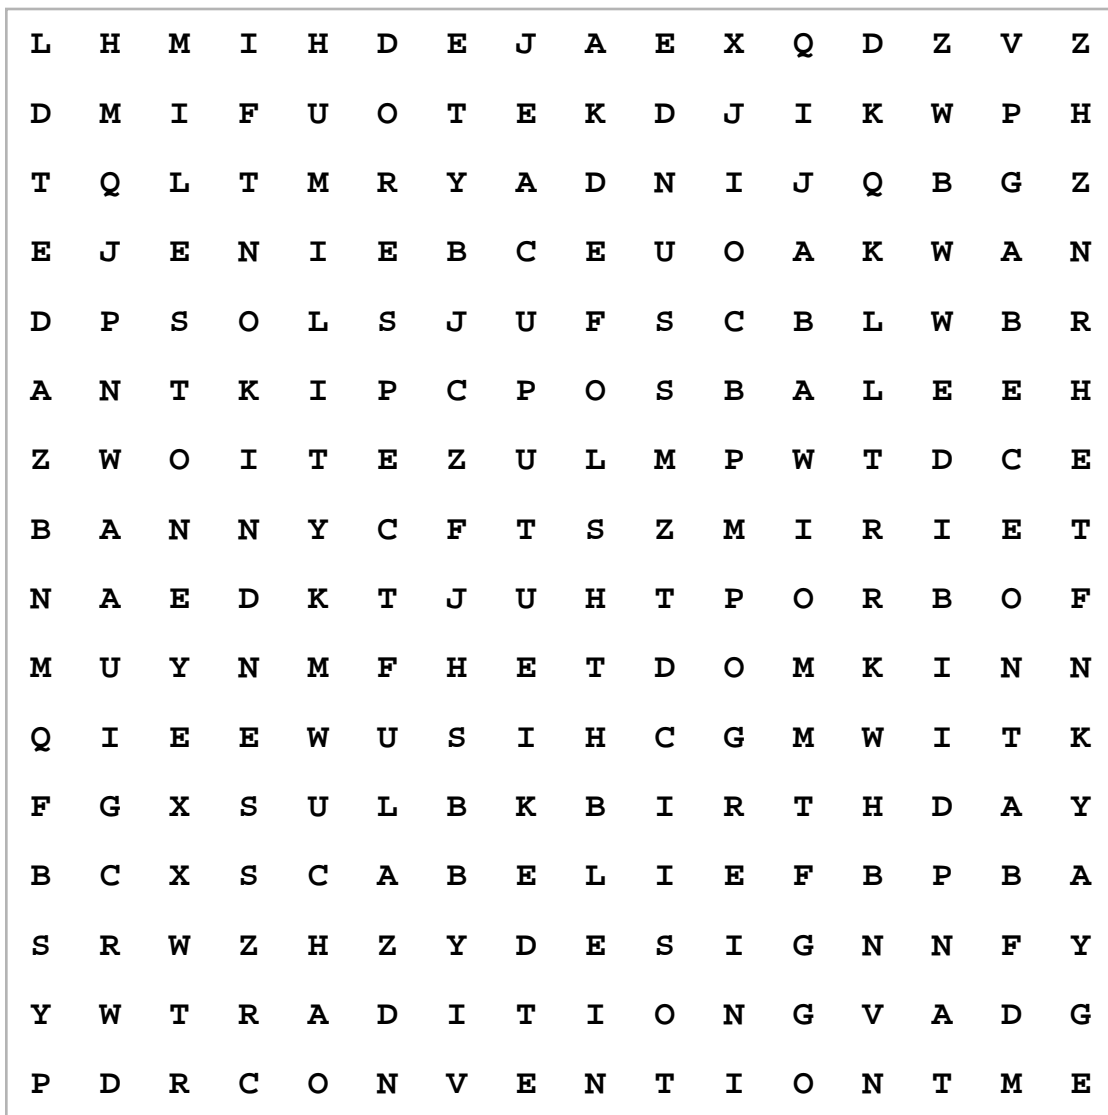 L H M I H D E J A E X Q D Z V Z
D M I F U O T E K D J I K W P H
T Q L T M R Y A D N I J Q B G Z
E J E N I E B C E U O A K W A N
D P S O L S J U F S C B L W B R
A N T K I P C P O S B A L E E H
Z W O I T E Z U L M P W T D C E
B A N N Y C F T S Z M I R I E T
N A E D K T J U H T P O R B O F
M U Y N M F H E T D O M K I N N
Q I E E W U S I H C G M W I T K
F G X S U L B K B I R T H D A Y
B C X S C A B E L I E F B P B A
S R W Z H Z Y D E S I G N N F Y
Y W T R A D I T I O N G V A D G
P D R C O N V E N T I O N T M E